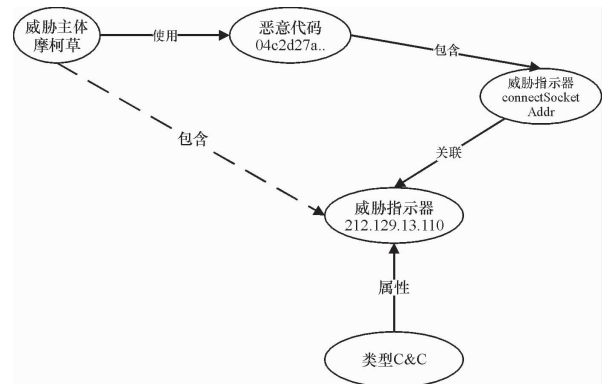 威胁主体
摩柯草
使用
恶意代码
04c2d27a..
包含
威胁指示器
connectSocket
Addr
包含
关联
威胁指示器
212.129.13.110
属性
类型C&C